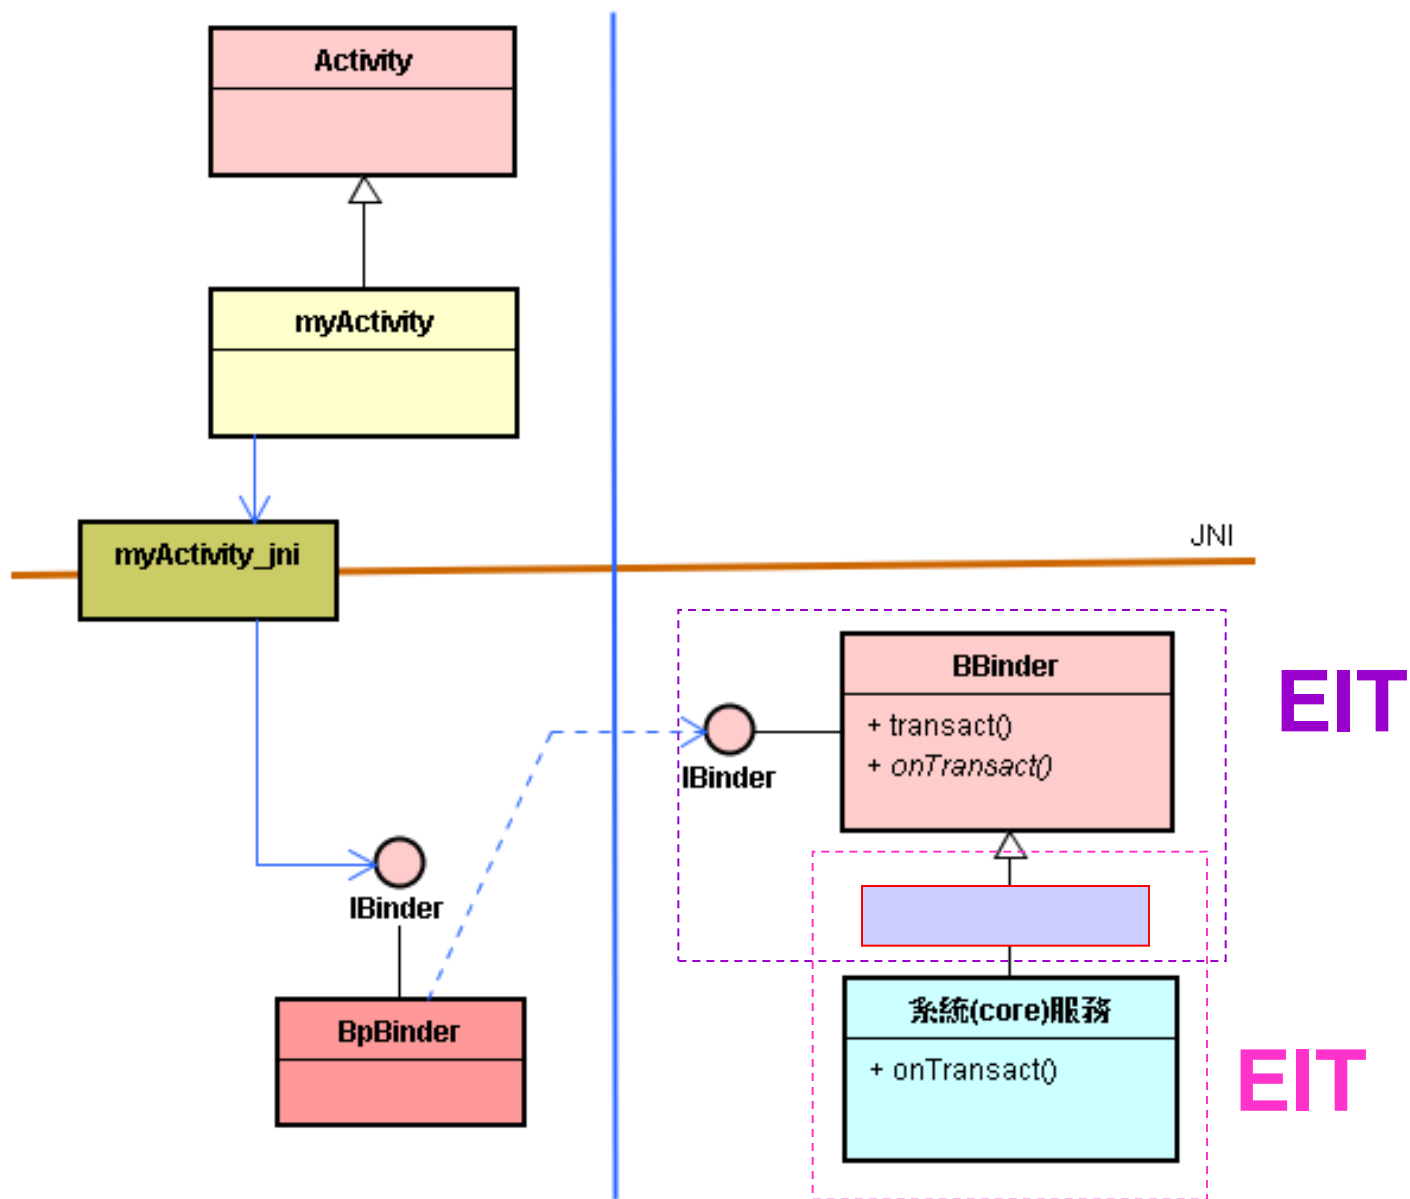 Activity
myActivity
myActivity_jni
JNI
BBinder
+ transact()
+ onTransact()
EIT
IBinder
IBinder
系統(core)服務
+ onTransact()
BpBinder
EIT